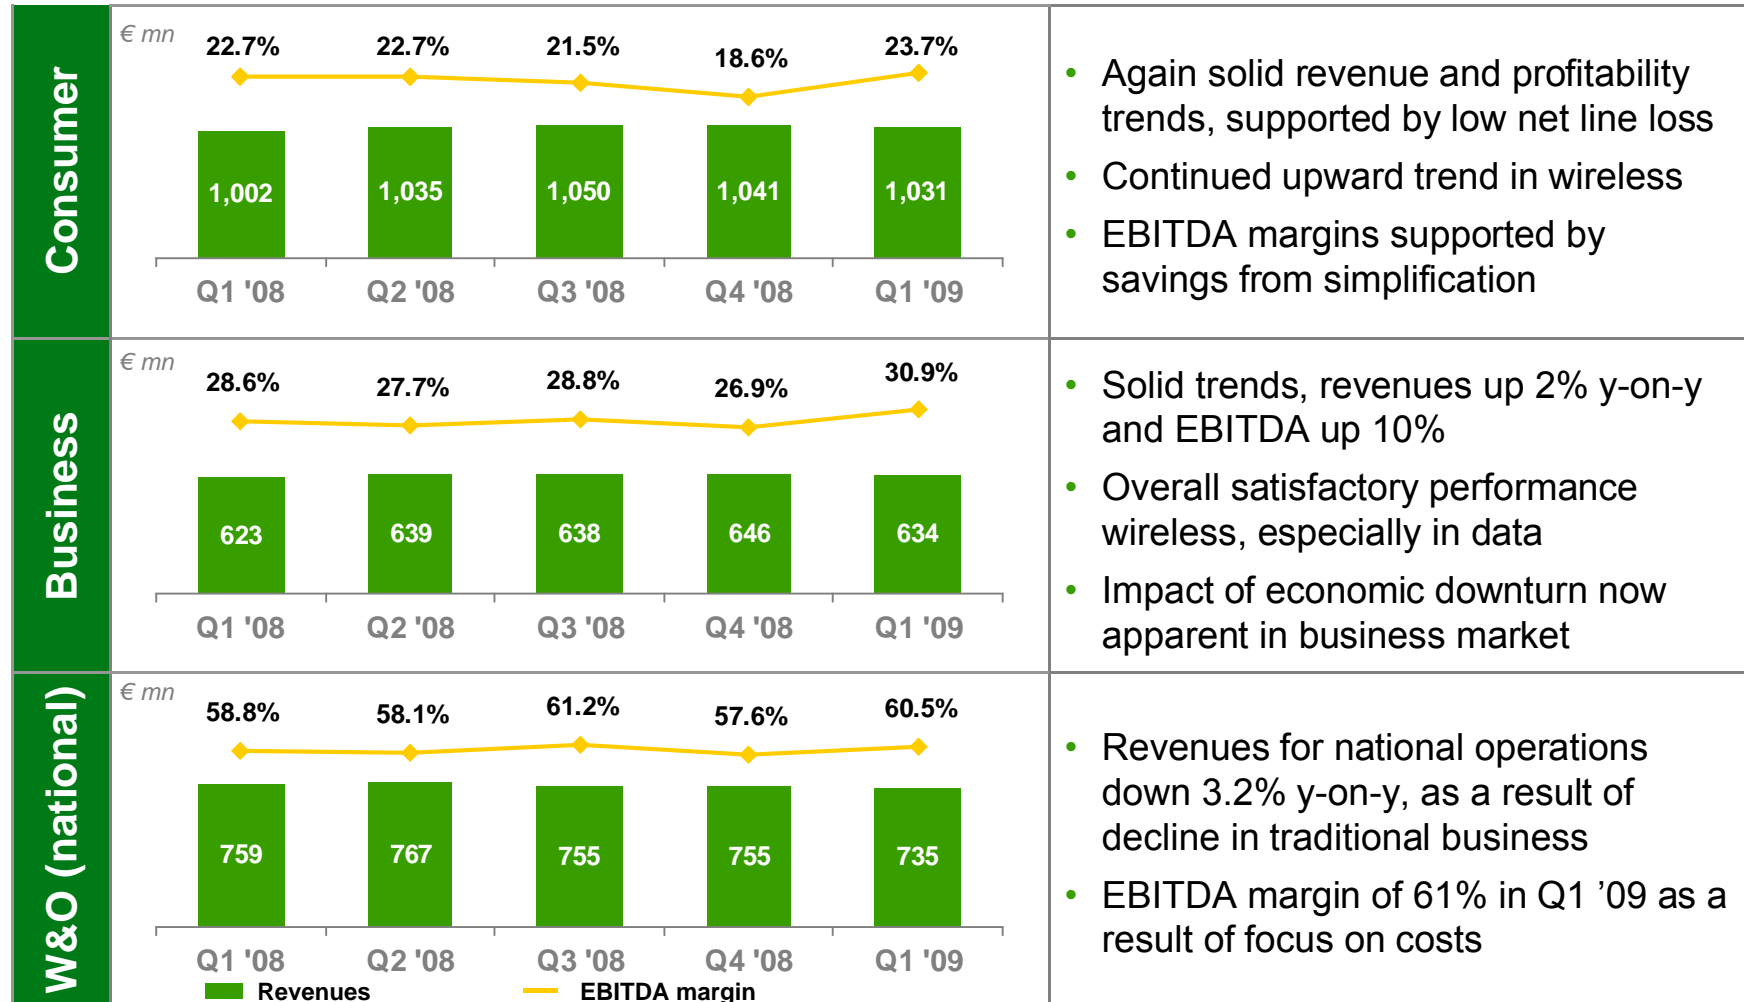 Consumer
€ mn
22.7% 22.7% 21.5% 18.6% 23.7%
1,002 1,035 1,050 1,041 1,031
Q1 '08 Q2 '08 Q3 '08 Q4 '08 Q1 '09
• Again solid revenue and profitability
trends, supported by low net line loss
• Continued upward trend in wireless
• EBITDA margins supported by
savings from simplification
Business
€ mn
28.6% 27.7% 28.8% 26.9% 30.9%
623 639 638 646 634
Q1 '08 Q2 '08 Q3 '08 Q4 '08 Q1 '09
• Solid trends, revenues up 2% y-on-y
and EBITDA up 10%
• Overall satisfactory performance
wireless, especially in data
• Impact of economic downturn now
apparent in business market
W&O (national)
€ mn
58.8% 58.1% 61.2% 57.6% 60.5%
759 767 755 755 735
Q1 '08 Q2 '08 Q3 '08 Q4 '08 Q1 '09
Revenues EBITDA margin
• Revenues for national operations
down 3.2% y-on-y, as a result of
decline in traditional business
• EBITDA margin of 61% in Q1 ’09 as a
result of focus on costs